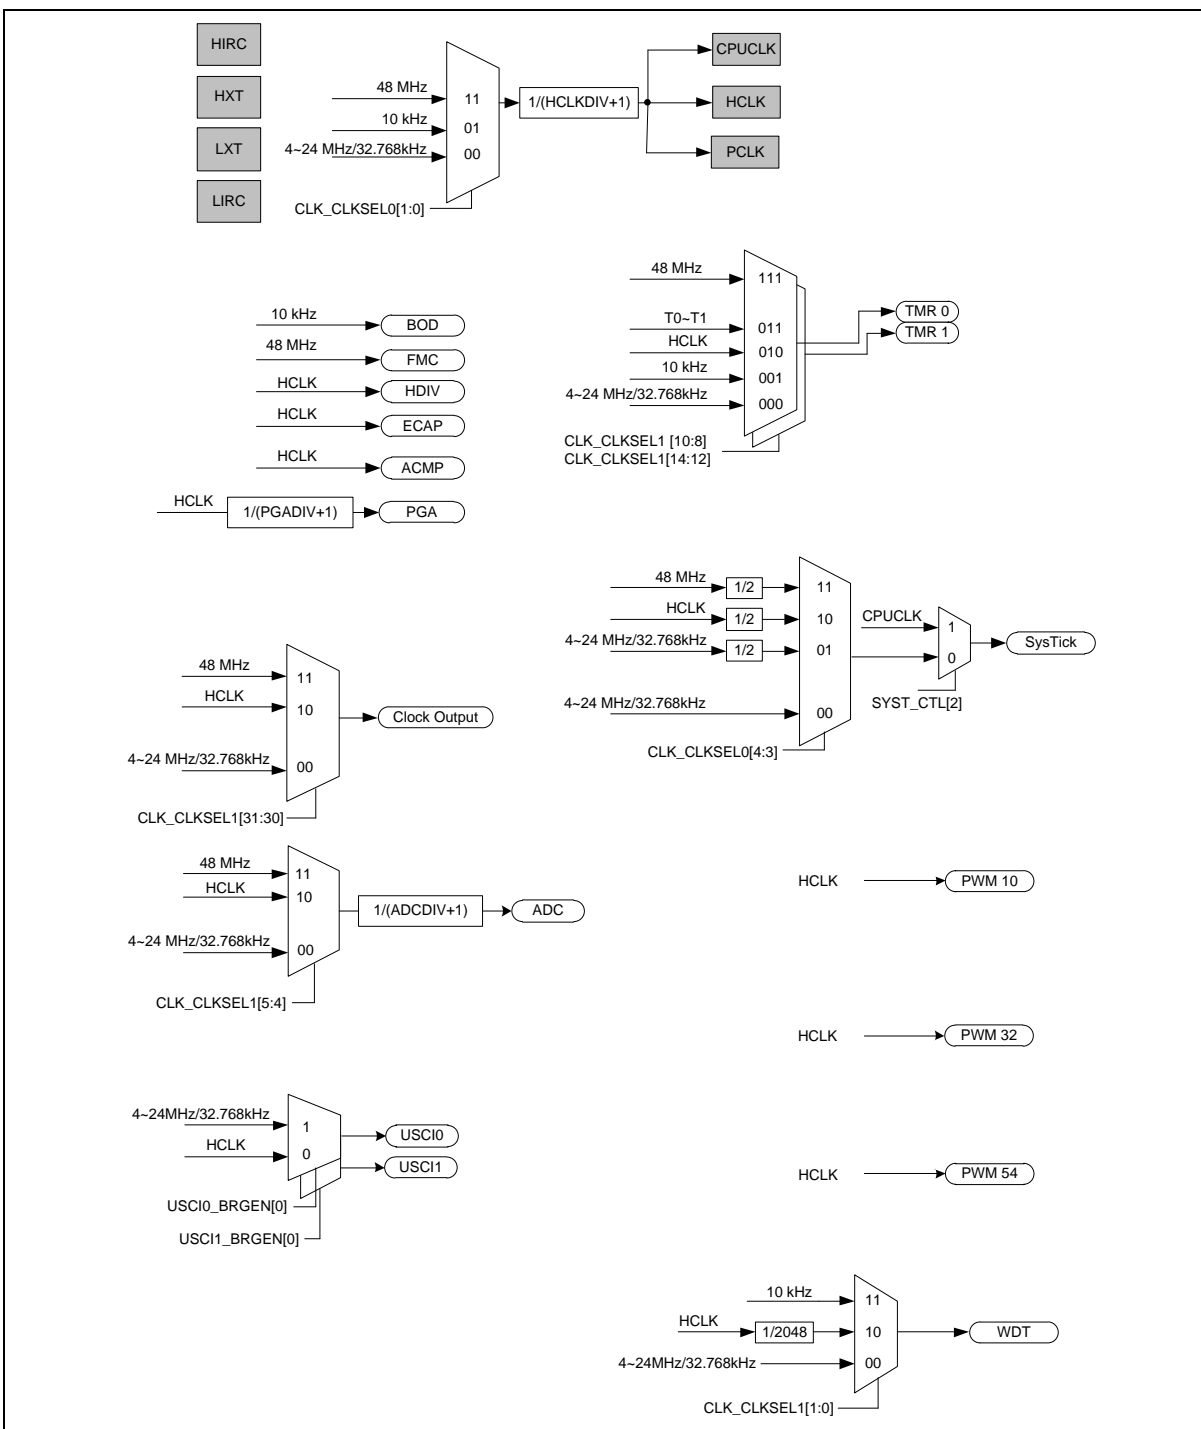 HIRC
HXT
LXT
LIRC
48 MHz
10 kHz
4~24 MHz/32.768kHz
11
01
00
CLK_CLKSEL0[1:0]
1/(HCLKDIV+1)
CPUCLK
HCLK
PCLK
10 kHz
BOD
48 MHz
FMC
HCLK
HDIV
HCLK
ECAP
HCLK
ACMP
HCLK
1/(PGADIV+1)
PGA
48 MHz
T0~T1
HCLK
10 kHz
4~24 MHz/32.768kHz
111
011
010
001
000
CLK_CLKSEL1 [10:8]
CLK_CLKSEL1[14:12]
TMR 0
TMR 1
48 MHz
1/2
HCLK
1/2
4~24 MHz/32.768kHz
1/2
4~24 MHz/32.768kHz
11
10
01
00
CLK_CLKSEL0[4:3]
CPUCLK
1
0
SYST_CTL[2]
SysTick
48 MHz
HCLK
4~24 MHz/32.768kHz
11
10
00
CLK_CLKSEL1[31:30]
Clock Output
48 MHz
HCLK
4~24 MHz/32.768kHz
11
10
00
CLK_CLKSEL1[5:4]
1/(ADCDIV+1)
ADC
HCLK
PWM 10
HCLK
PWM 32
HCLK
PWM 54
4~24MHz/32.768kHz
HCLK
1
0
USCI0_BRGEN[0]
USCI1_BRGEN[0]
USCI0
USCI1
10 kHz
HCLK
1/2048
4~24MHz/32.768kHz
11
10
00
CLK_CLKSEL1[1:0]
WDT